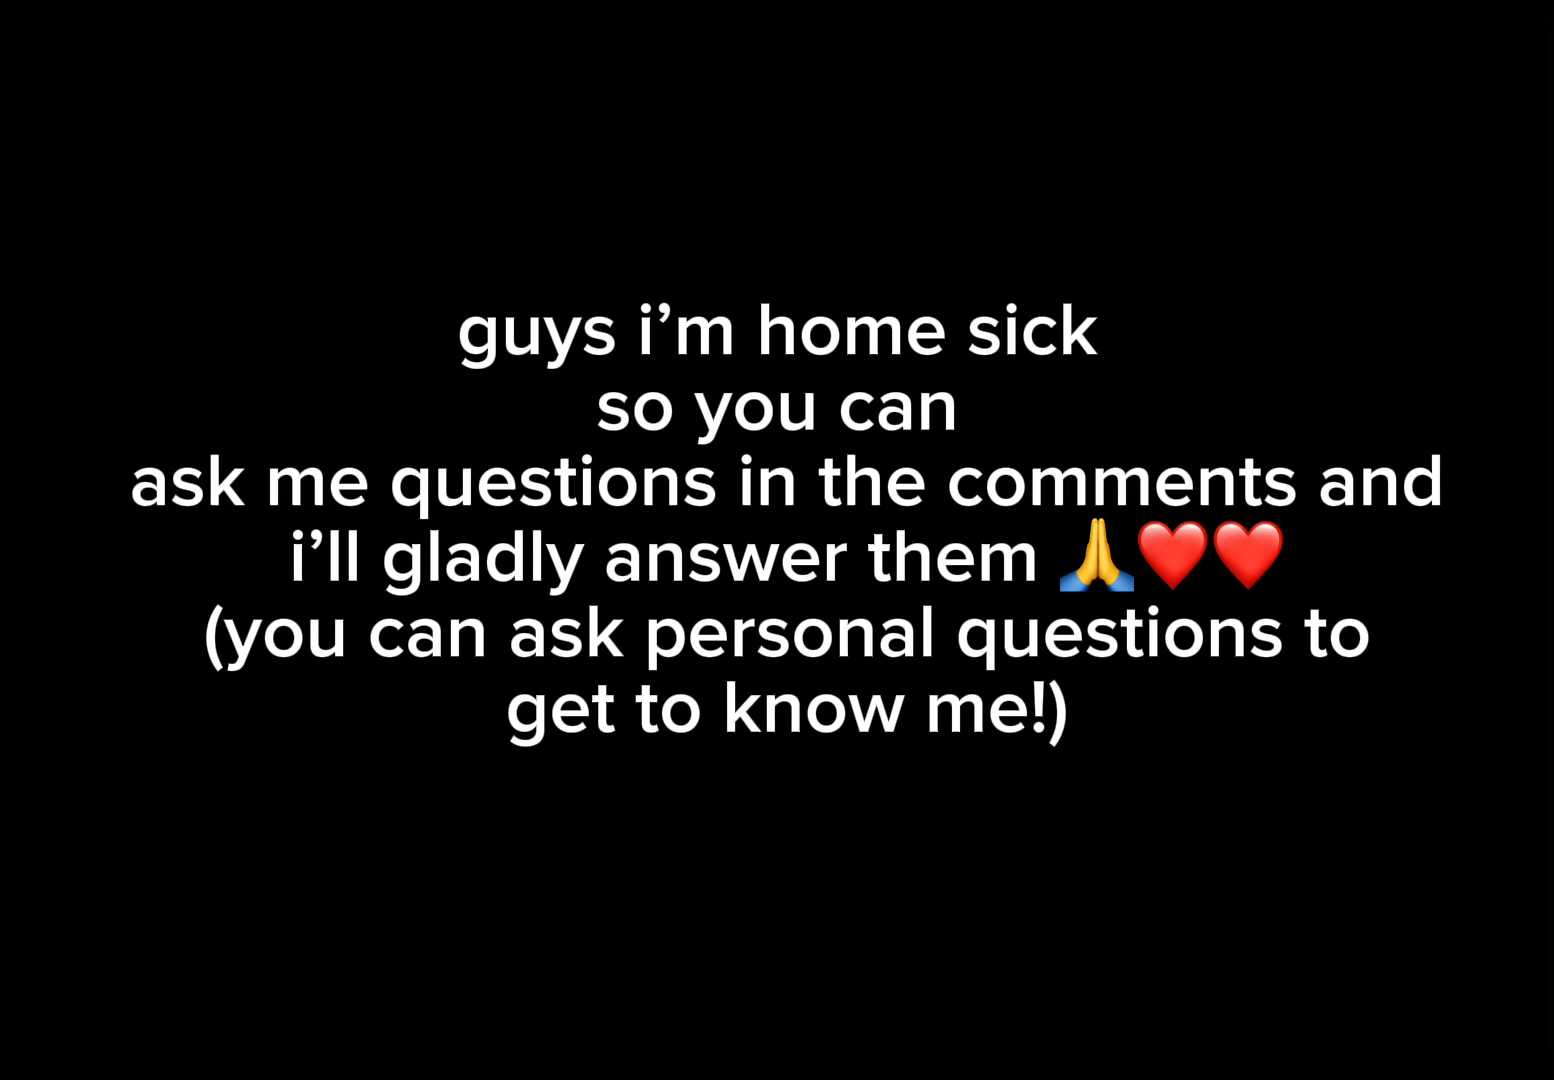 guys i’m home sick
so you can
ask me questions in the comments and
i’ll gladly answer them 🙏❤️❤️
(you can ask personal questions to
get to know me!)